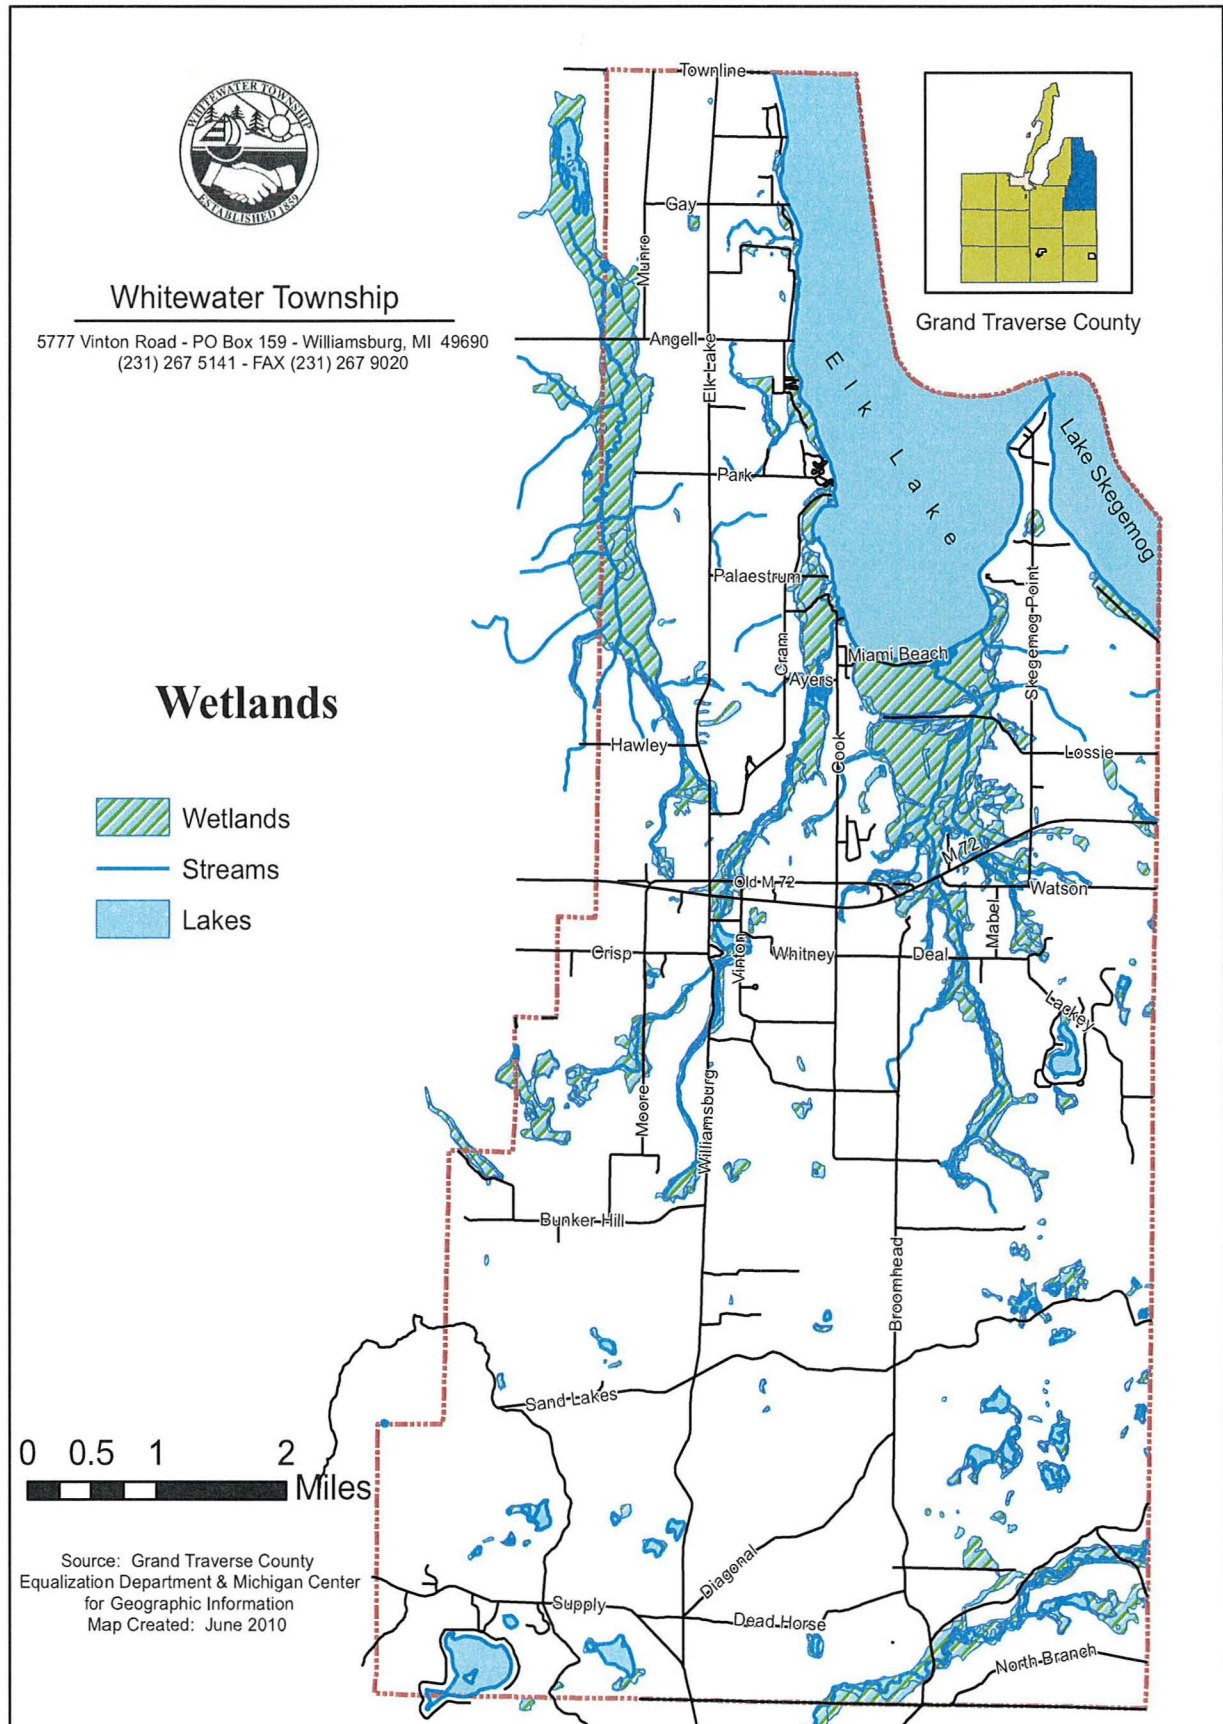 Townline
WHITEWATER TOWNSHIP
ESTABLISHED 1859
Gay
Munro
Whitewater Township
5777 Vinton Road - PO Box 159 - Williamsburg, MI 49690
(231) 267 5141 - FAX (231) 267 9020
Grand Traverse County
Angell
Elk Lake
Elk Lake
Lake Skegemog
Park
Palaestrum
Skegemog Point
Cram
Miami Beach
Ayers
Wetlands
Hawley
Cook
Lossie
Wetlands
Streams
Lakes
M 72
Old M 72
Watson
Mabel
Crisp
Vinton
Whitney
Deal
Lackey
Moore
Williamsburg
Bunker Hill
Broomhead
Sand Lakes
0 0.5 1 2
Miles
Source: Grand Traverse County
Equalization Department & Michigan Center
for Geographic Information
Map Created: June 2010
Diagonal
Supply
Dead Horse
North Branch